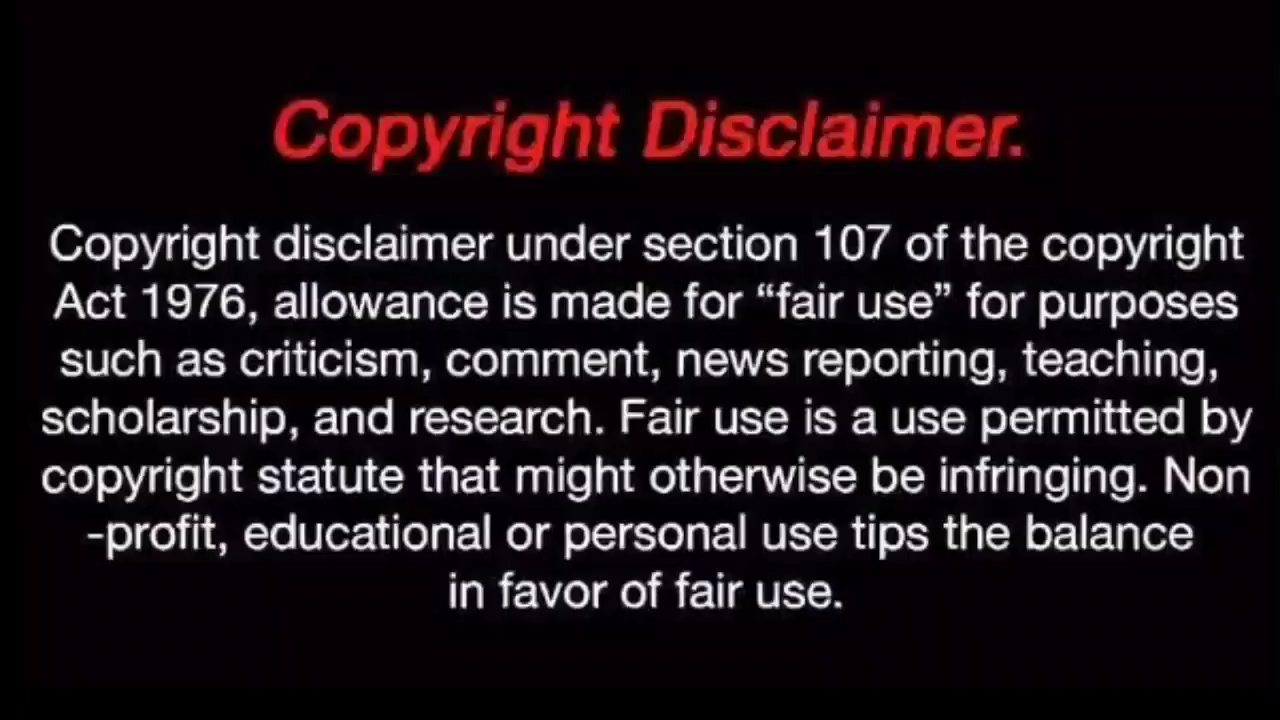 Copyright Disclaimer.
Copyright disclaimer under section 107 of the copyright
Act 1976, allowance is made for “fair use” for purposes
such as criticism, comment, news reporting, teaching,
scholarship, and research. Fair use is a use permitted by
copyright statute that might otherwise be infringing. Non
-profit, educational or personal use tips the balance
in favor of fair use.